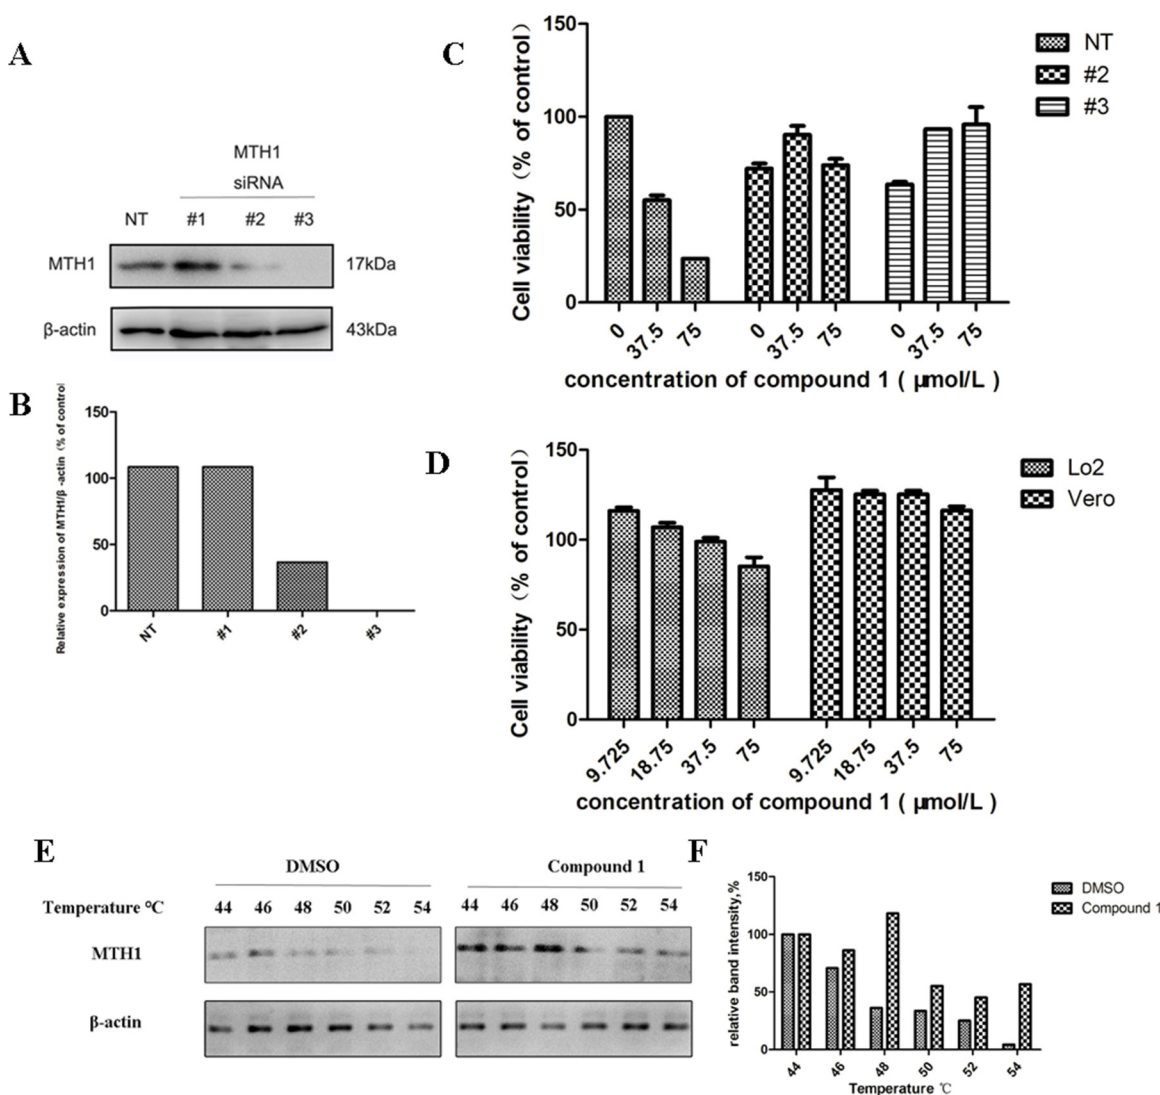 A
MTH1
siRNA
NT #1 #2 #3
MTH1 17kDa
β-actin 43kDa
B
Relative expression of MTH1/β -actin (% of control
150
100
50
0
NT #1 #2 #3
C
Cell viability (% of control)
150
100
50
0
0 37.5 75 0 37.5 75 0 37.5 75
concentration of compound 1 ( μmol/L )
NT
#2
#3
D
Cell viability (% of control)
150
100
50
0
9.725 18.75 37.5 75 9.725 18.75 37.5 75
concentration of compound 1 ( μmol/L )
Lo2
Vero
E
DMSO Compound 1
Temperature °C 44 46 48 50 52 54 44 46 48 50 52 54
MTH1
β-actin
F
relative band intensity,%
150
100
50
0
44 46 48 50 52 54
Temperature ℃
DMSO
Compound 1